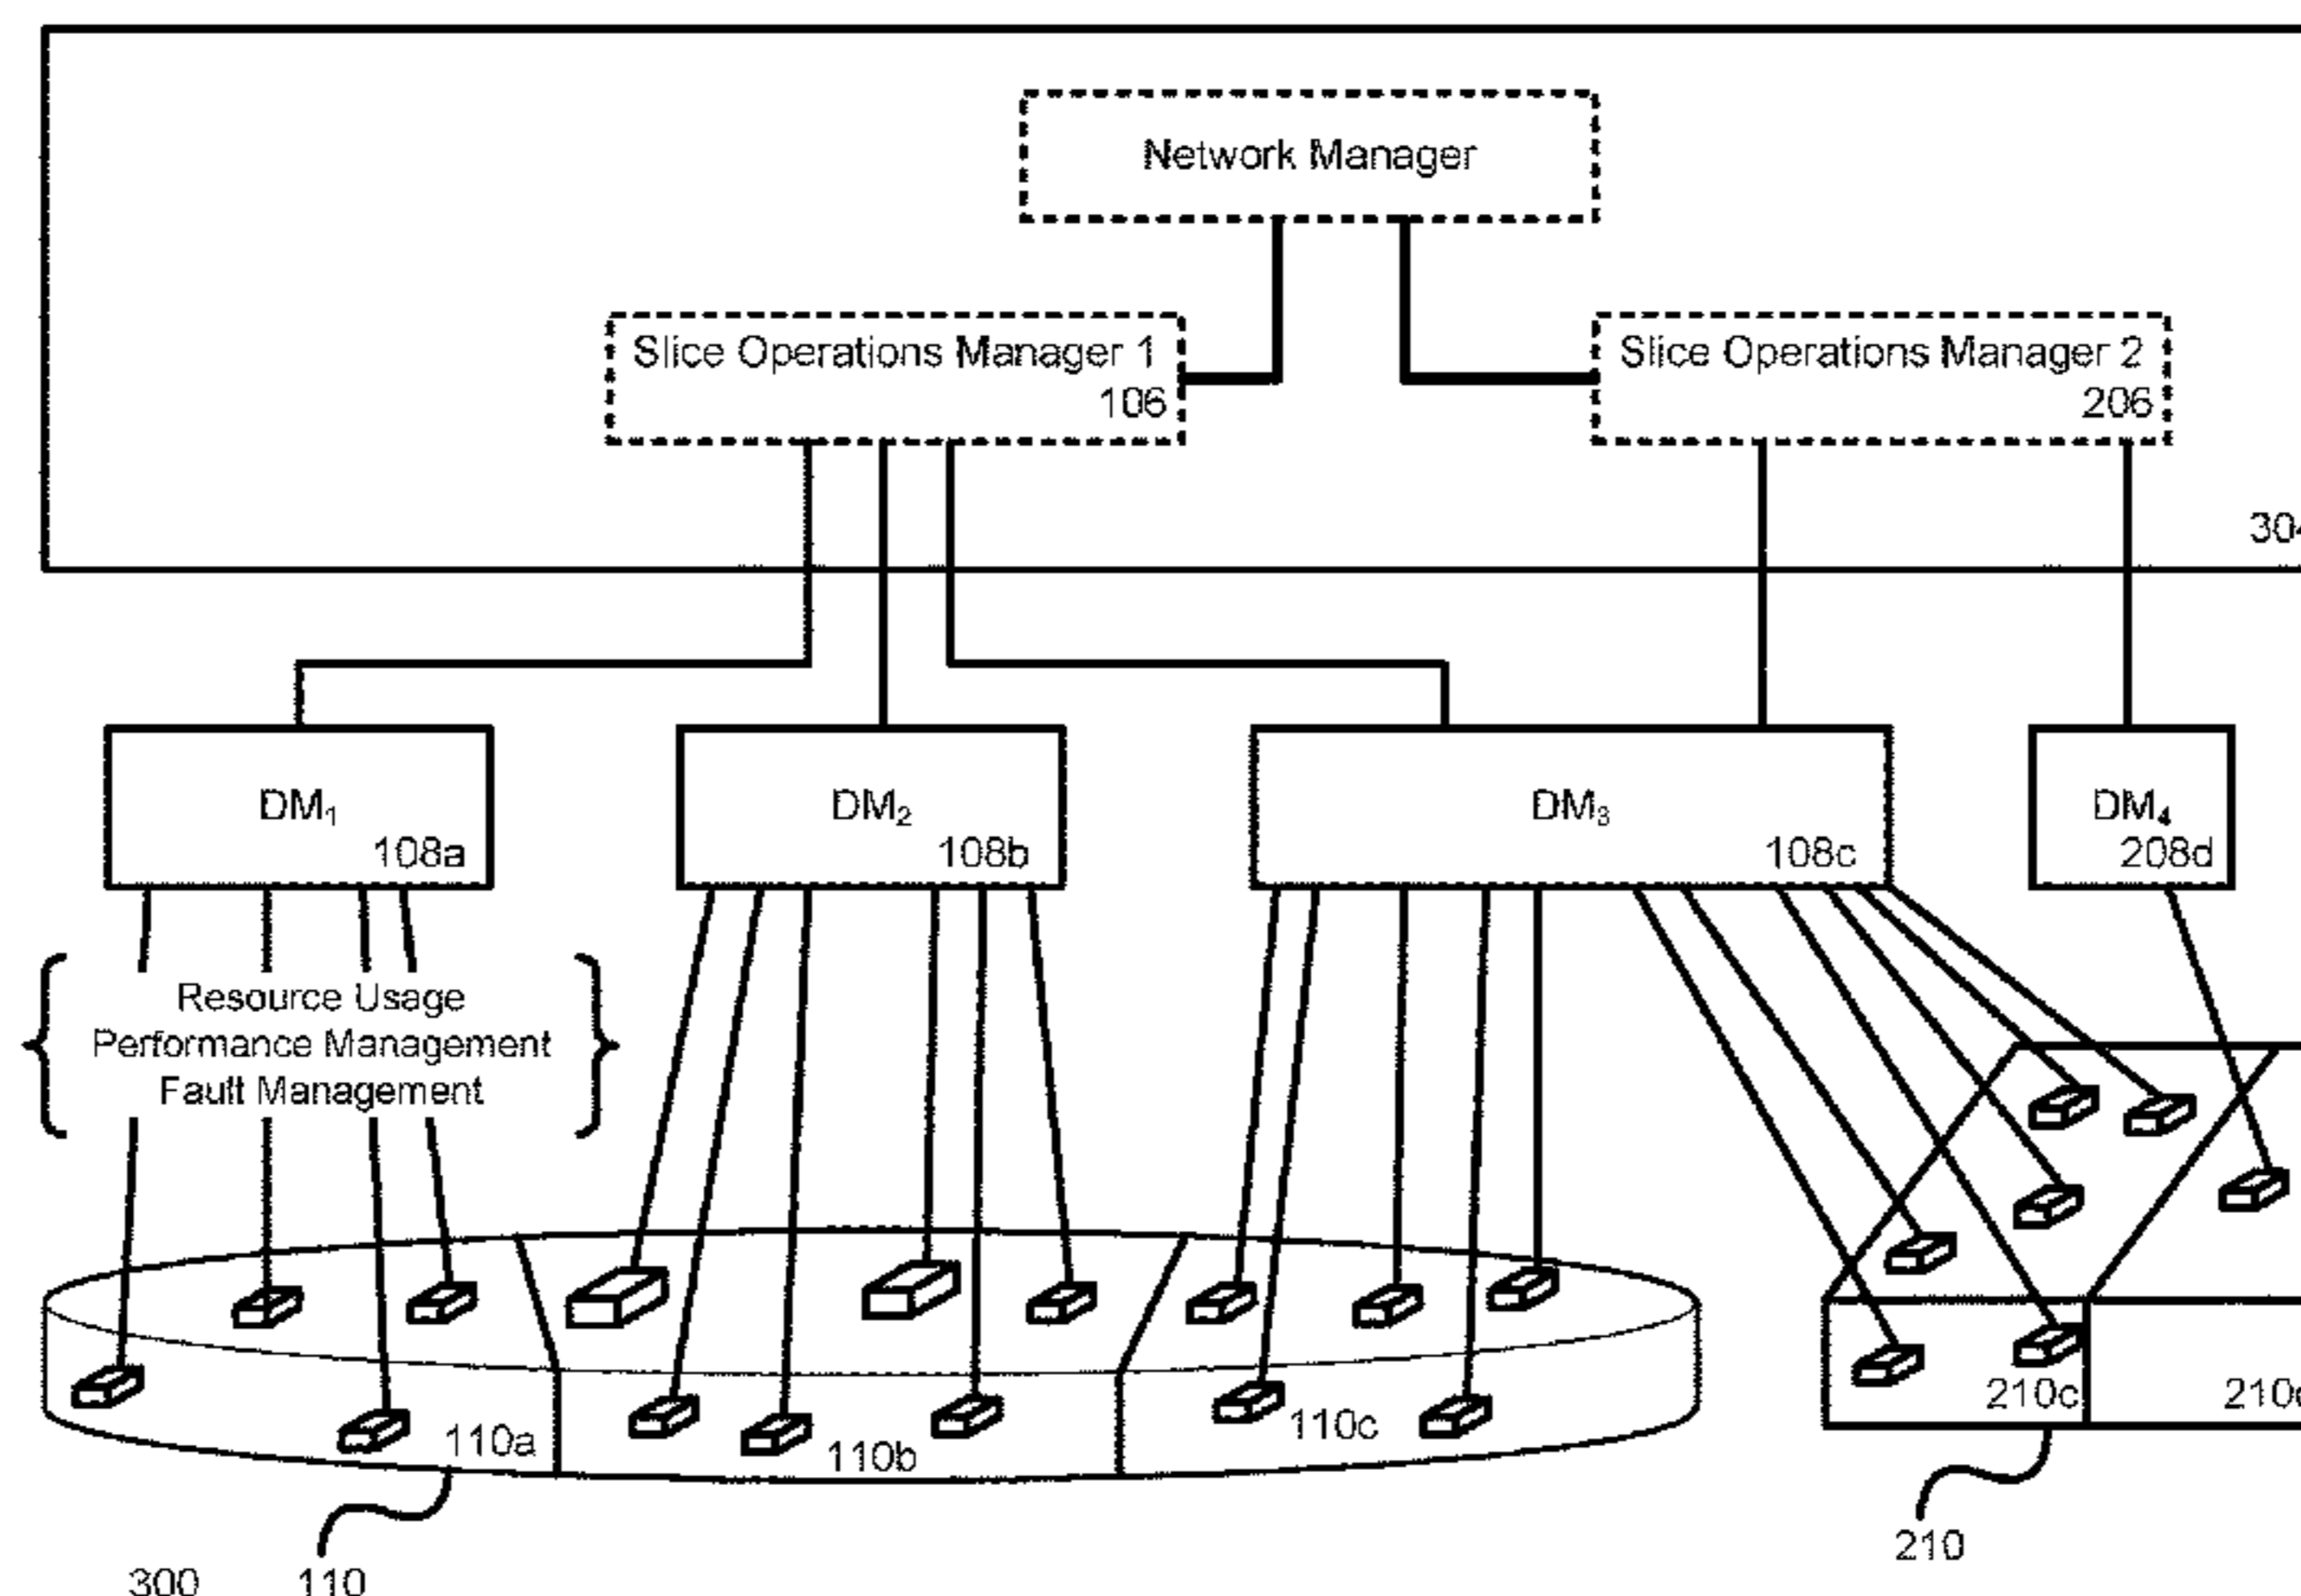 Network Manager
Slice Operations Manager 1
106
Slice Operations Manager 2
206
304
DM₁
108a
DM₂
108b
DM₃
108c
DM₄
208d
Resource Usage
Performance Management
Fault Management
110a
110b
110c
210c
300
110
210